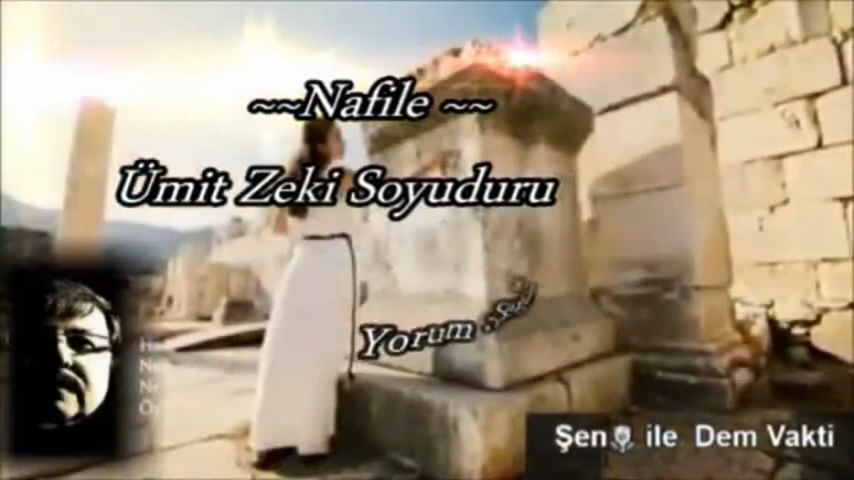 ~~Nafile ~~
Ümit Zeki Soyuduru
Yorum
Şen ile Dem Vakti